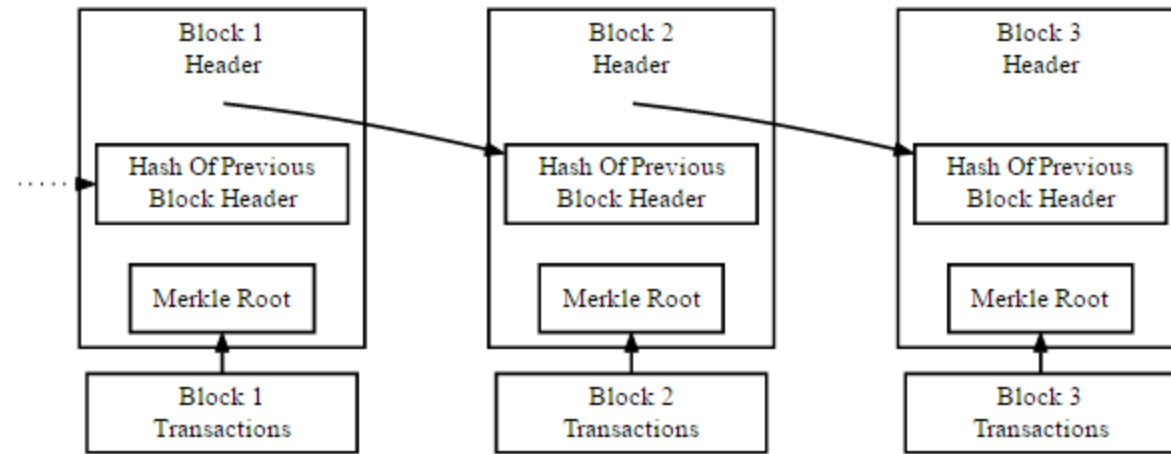 Block 1
Header
Hash Of Previous
Block Header
Merkle Root
Block 1
Transactions
Block 2
Header
Hash Of Previous
Block Header
Merkle Root
Block 2
Transactions
Block 3
Header
Hash Of Previous
Block Header
Merkle Root
Block 3
Transactions